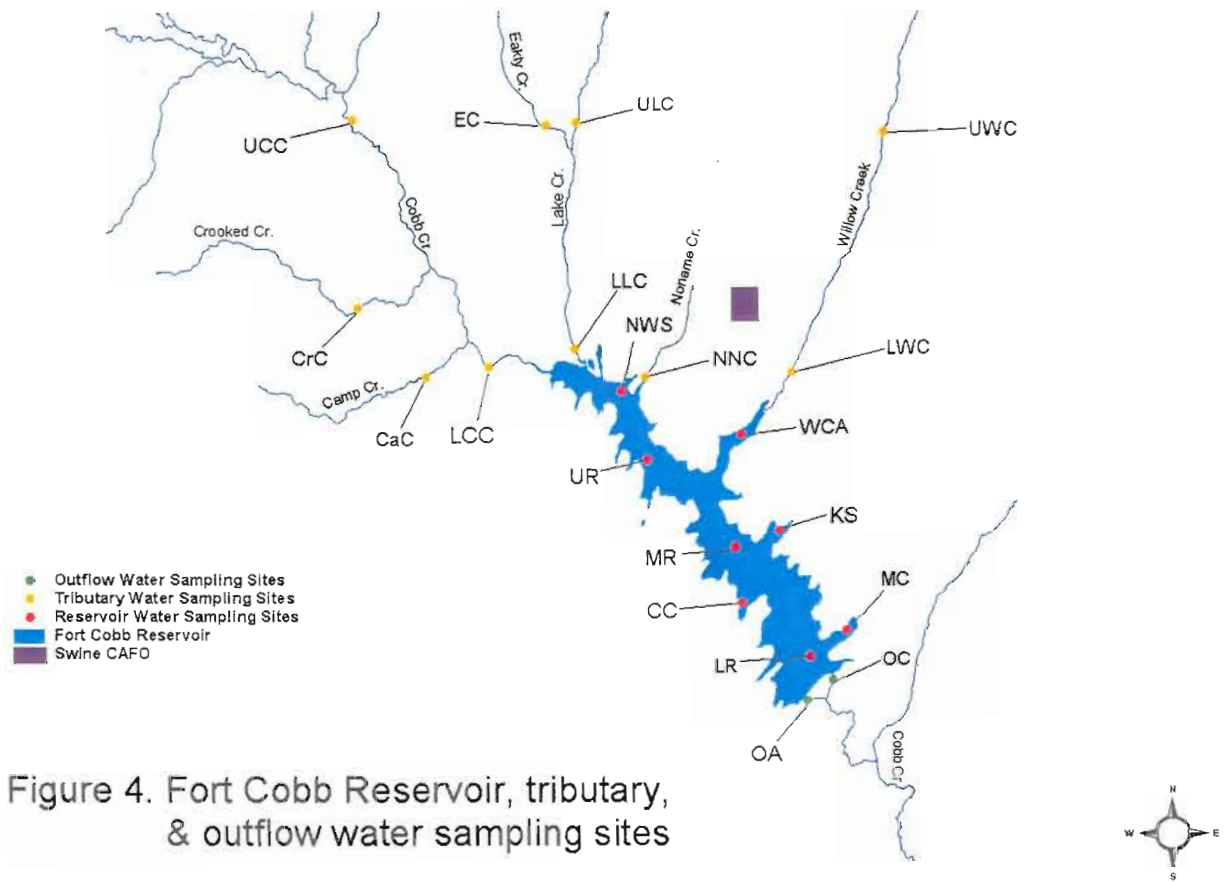 Eakty Cr.
ULC
EC
UWC
UCC
Lake Cr.
Willow Creek
Cobb Cr
Crooked Cr.
Noname Cr.
LLC
NWS
CrC
NNC
LWC
Camp Cr.
CaC
LCC
WCA
UR
KS
MR
MC
Outflow Water Sampling Sites
Tributary Water Sampling Sites
Reservoir Water Sampling Sites
Fort Cobb Reservoir
Swine CAFO
CC
LR
OC
OA
Cobb Cr.
Figure 4. Fort Cobb Reservoir, tributary,
& outflow water sampling sites
N
W
E
S